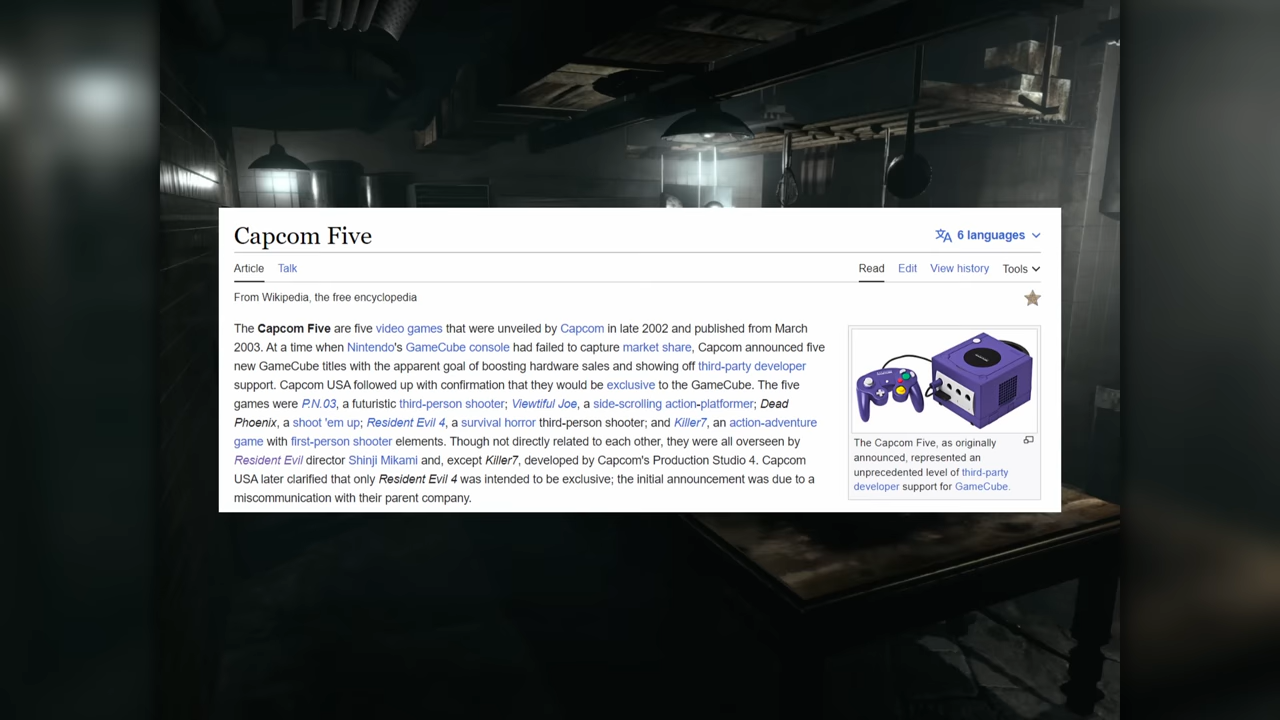 Capcom Five
6 languages
Article Talk
Read Edit View history Tools
From Wikipedia, the free encyclopedia
The Capcom Five are five video games that were unveiled by Capcom in late 2002 and published from March
2003. At a time when Nintendo's GameCube console had failed to capture market share, Capcom announced five
new GameCube titles with the apparent goal of boosting hardware sales and showing off third-party developer
support. Capcom USA followed up with confirmation that they would be exclusive to the GameCube. The five
games were P.N.03, a futuristic third-person shooter; Viewtiful Joe, a side-scrolling action-platformer; Dead
Phoenix, a shoot 'em up; Resident Evil 4, a survival horror third-person shooter; and Killer7, an action-adventure
game with first-person shooter elements. Though not directly related to each other, they were all overseen by
Resident Evil director Shinji Mikami and, except Killer7, developed by Capcom's Production Studio 4. Capcom
USA later clarified that only Resident Evil 4 was intended to be exclusive; the initial announcement was due to a
miscommunication with their parent company.
The Capcom Five, as originally
announced, represented an
unprecedented level of third-party
developer support for GameCube.